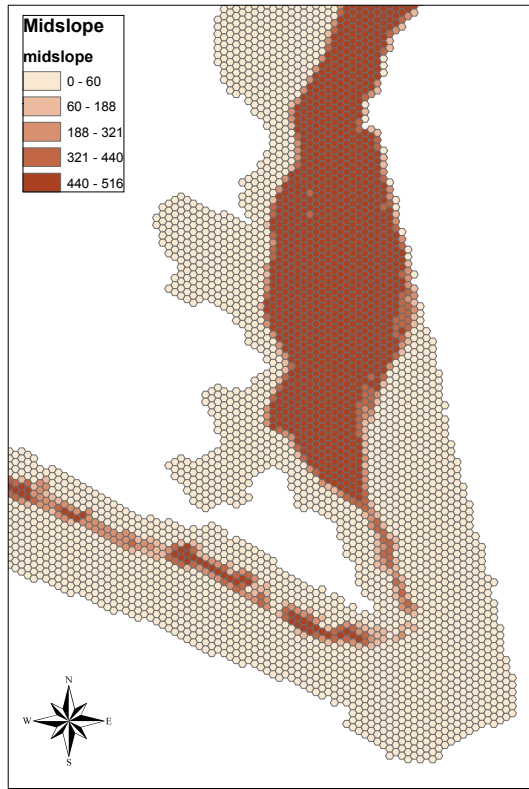 Midslope
midslope
0 - 60
60 - 188
188 - 321
321 - 440
440 - 516
N
W E
S